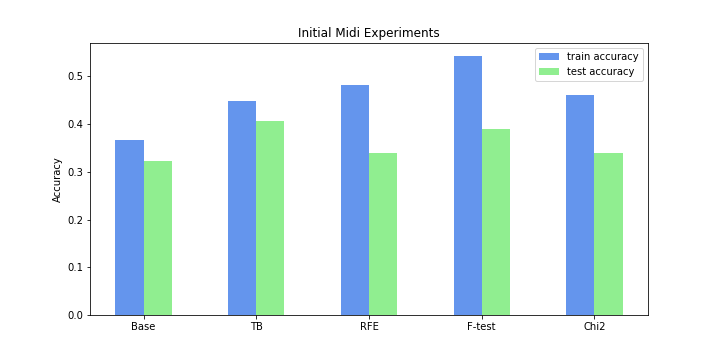 Initial Midi Experiments
train accuracy
test accuracy
Accuracy
0.5
0.4
0.3
0.2
0.1
0.0
Base TB RFE F-test Chi2